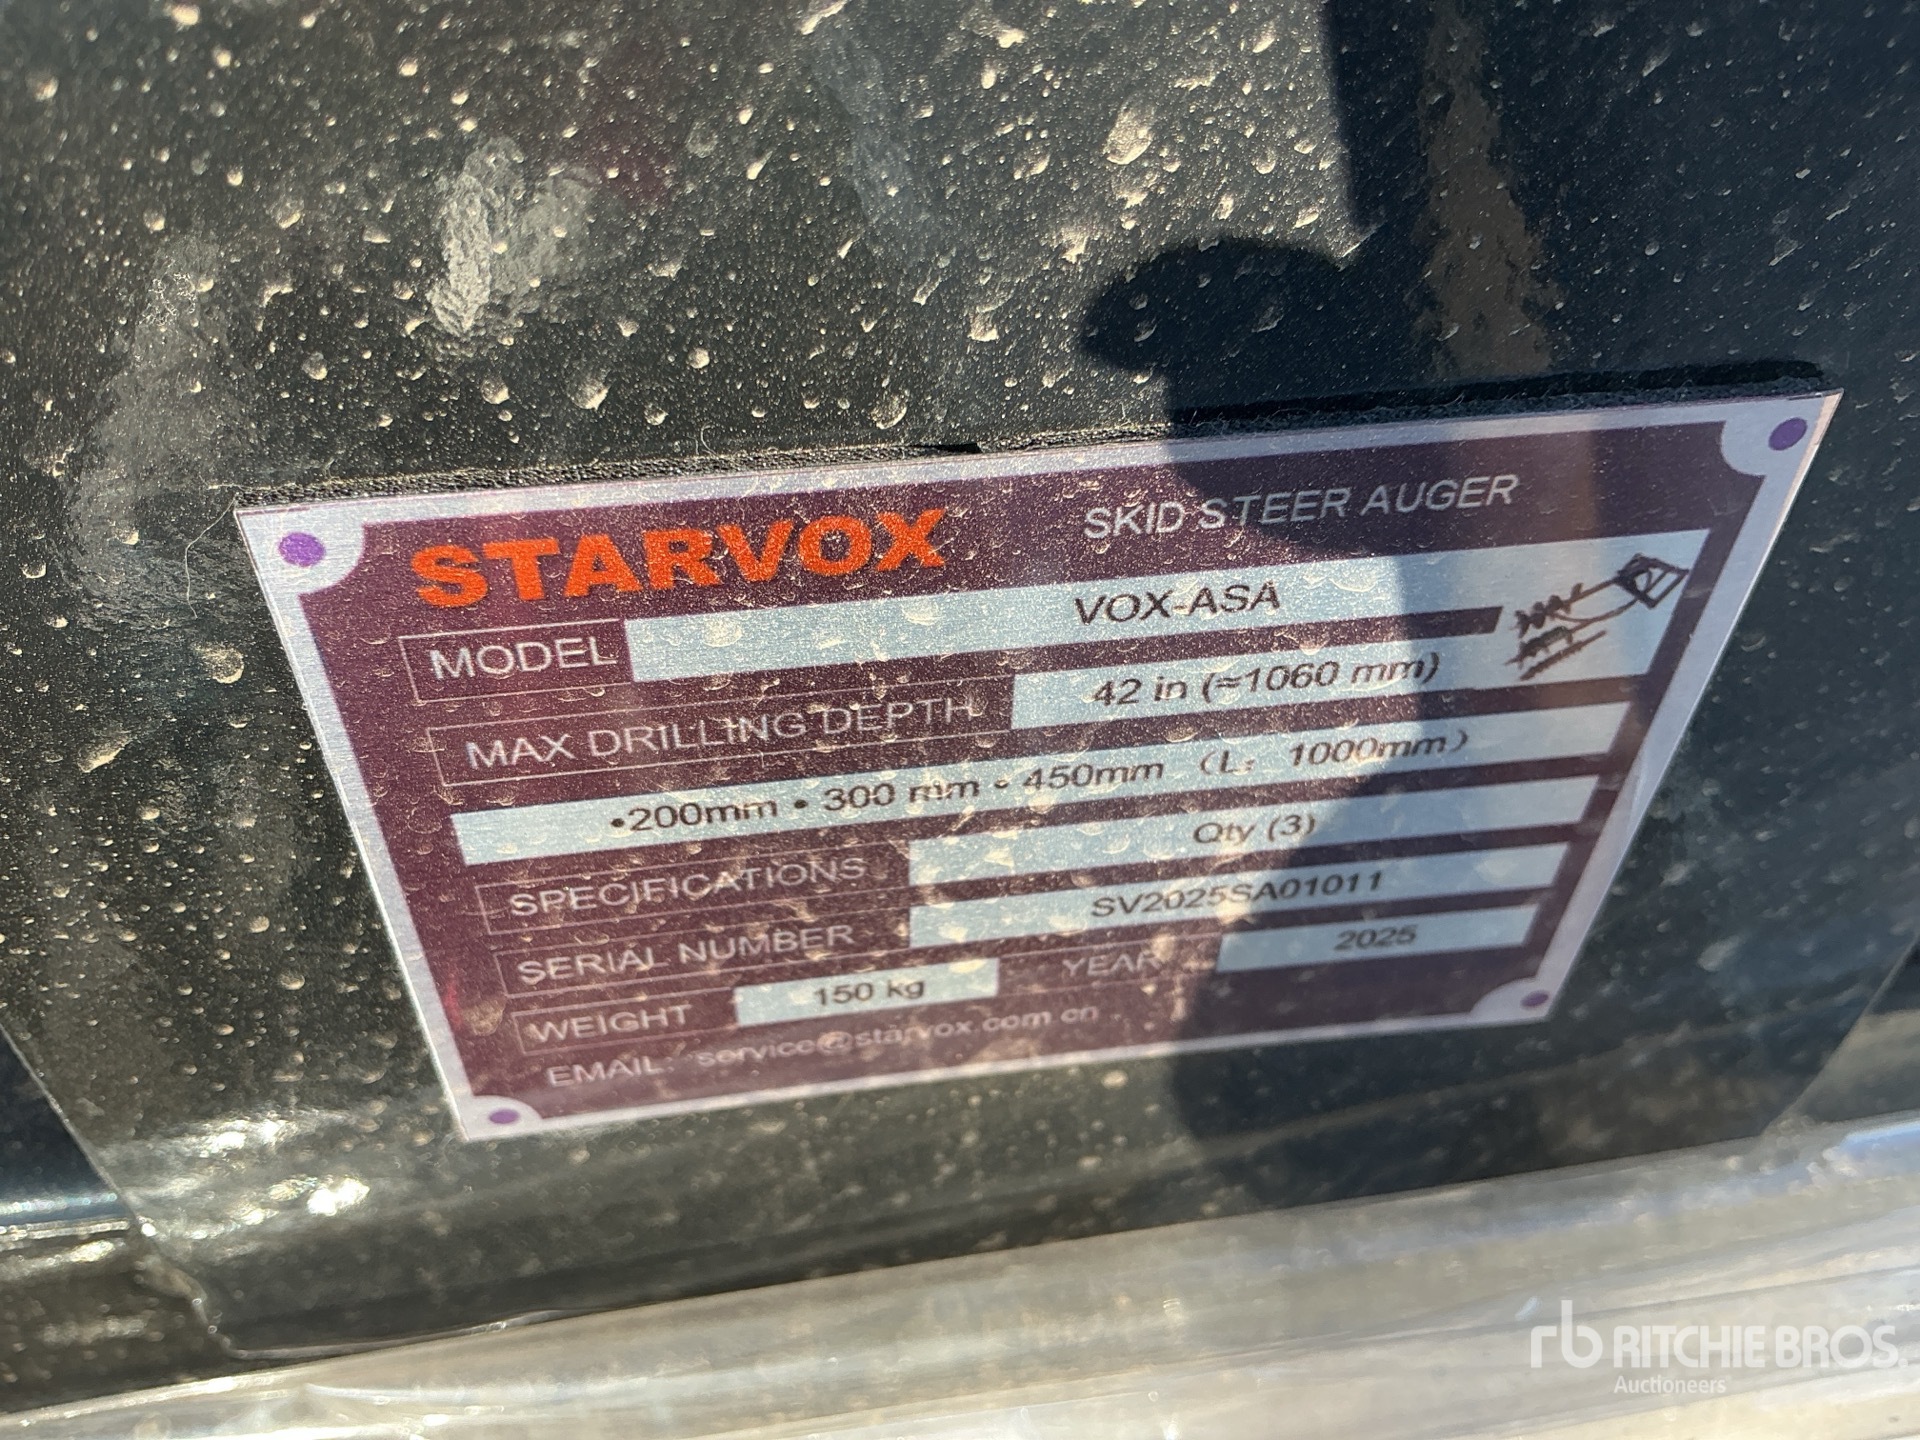 STARVOX SKID STEER AUGER
MODEL VOX-ASA
MAX DRILLING DEPTH 42 in (≈1060 mm)
•200mm • 300 mm • 450mm （L：1000mm）
SPECIFICATIONS Qty (3)
SERIAL NUMBER SV2025SA01011
WEIGHT 150 kg YEAR 2025
EMAIL: service@starvox.com.cn
rb RITCHIE BROS.
Auctioneers